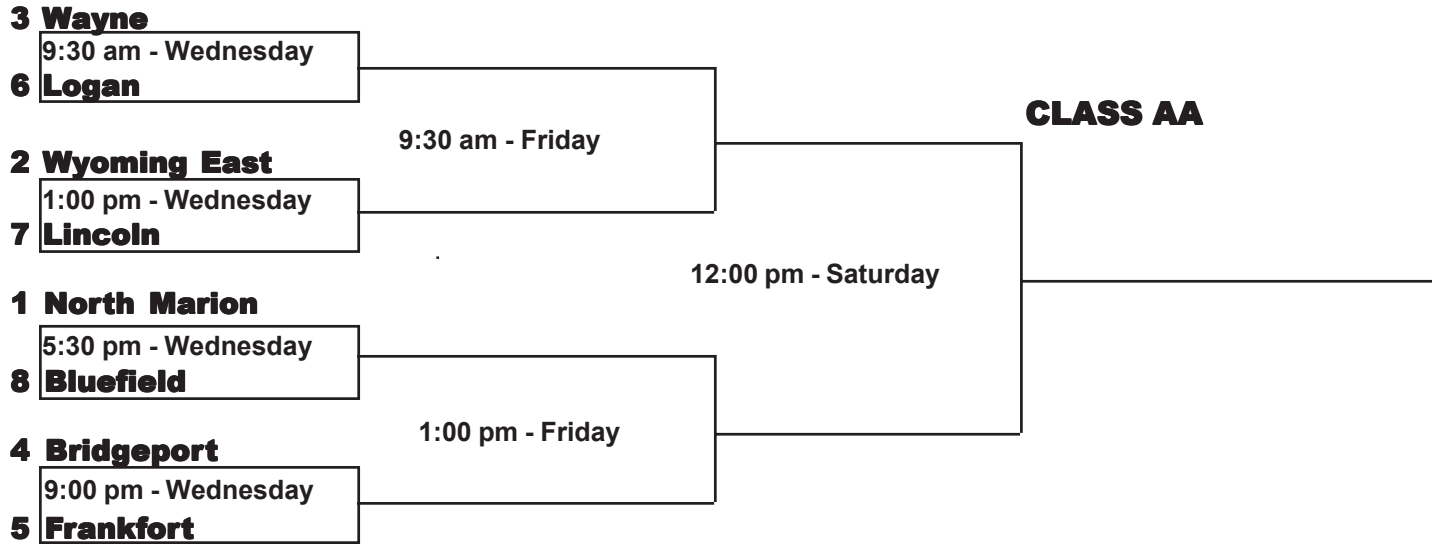 3 Wayne
9:30 am - Wednesday
6 Logan
9:30 am - Friday
CLASS AA
2 Wyoming East
1:00 pm - Wednesday
7 Lincoln
12:00 pm - Saturday
1 North Marion
5:30 pm - Wednesday
8 Bluefield
1:00 pm - Friday
4 Bridgeport
9:00 pm - Wednesday
5 Frankfort